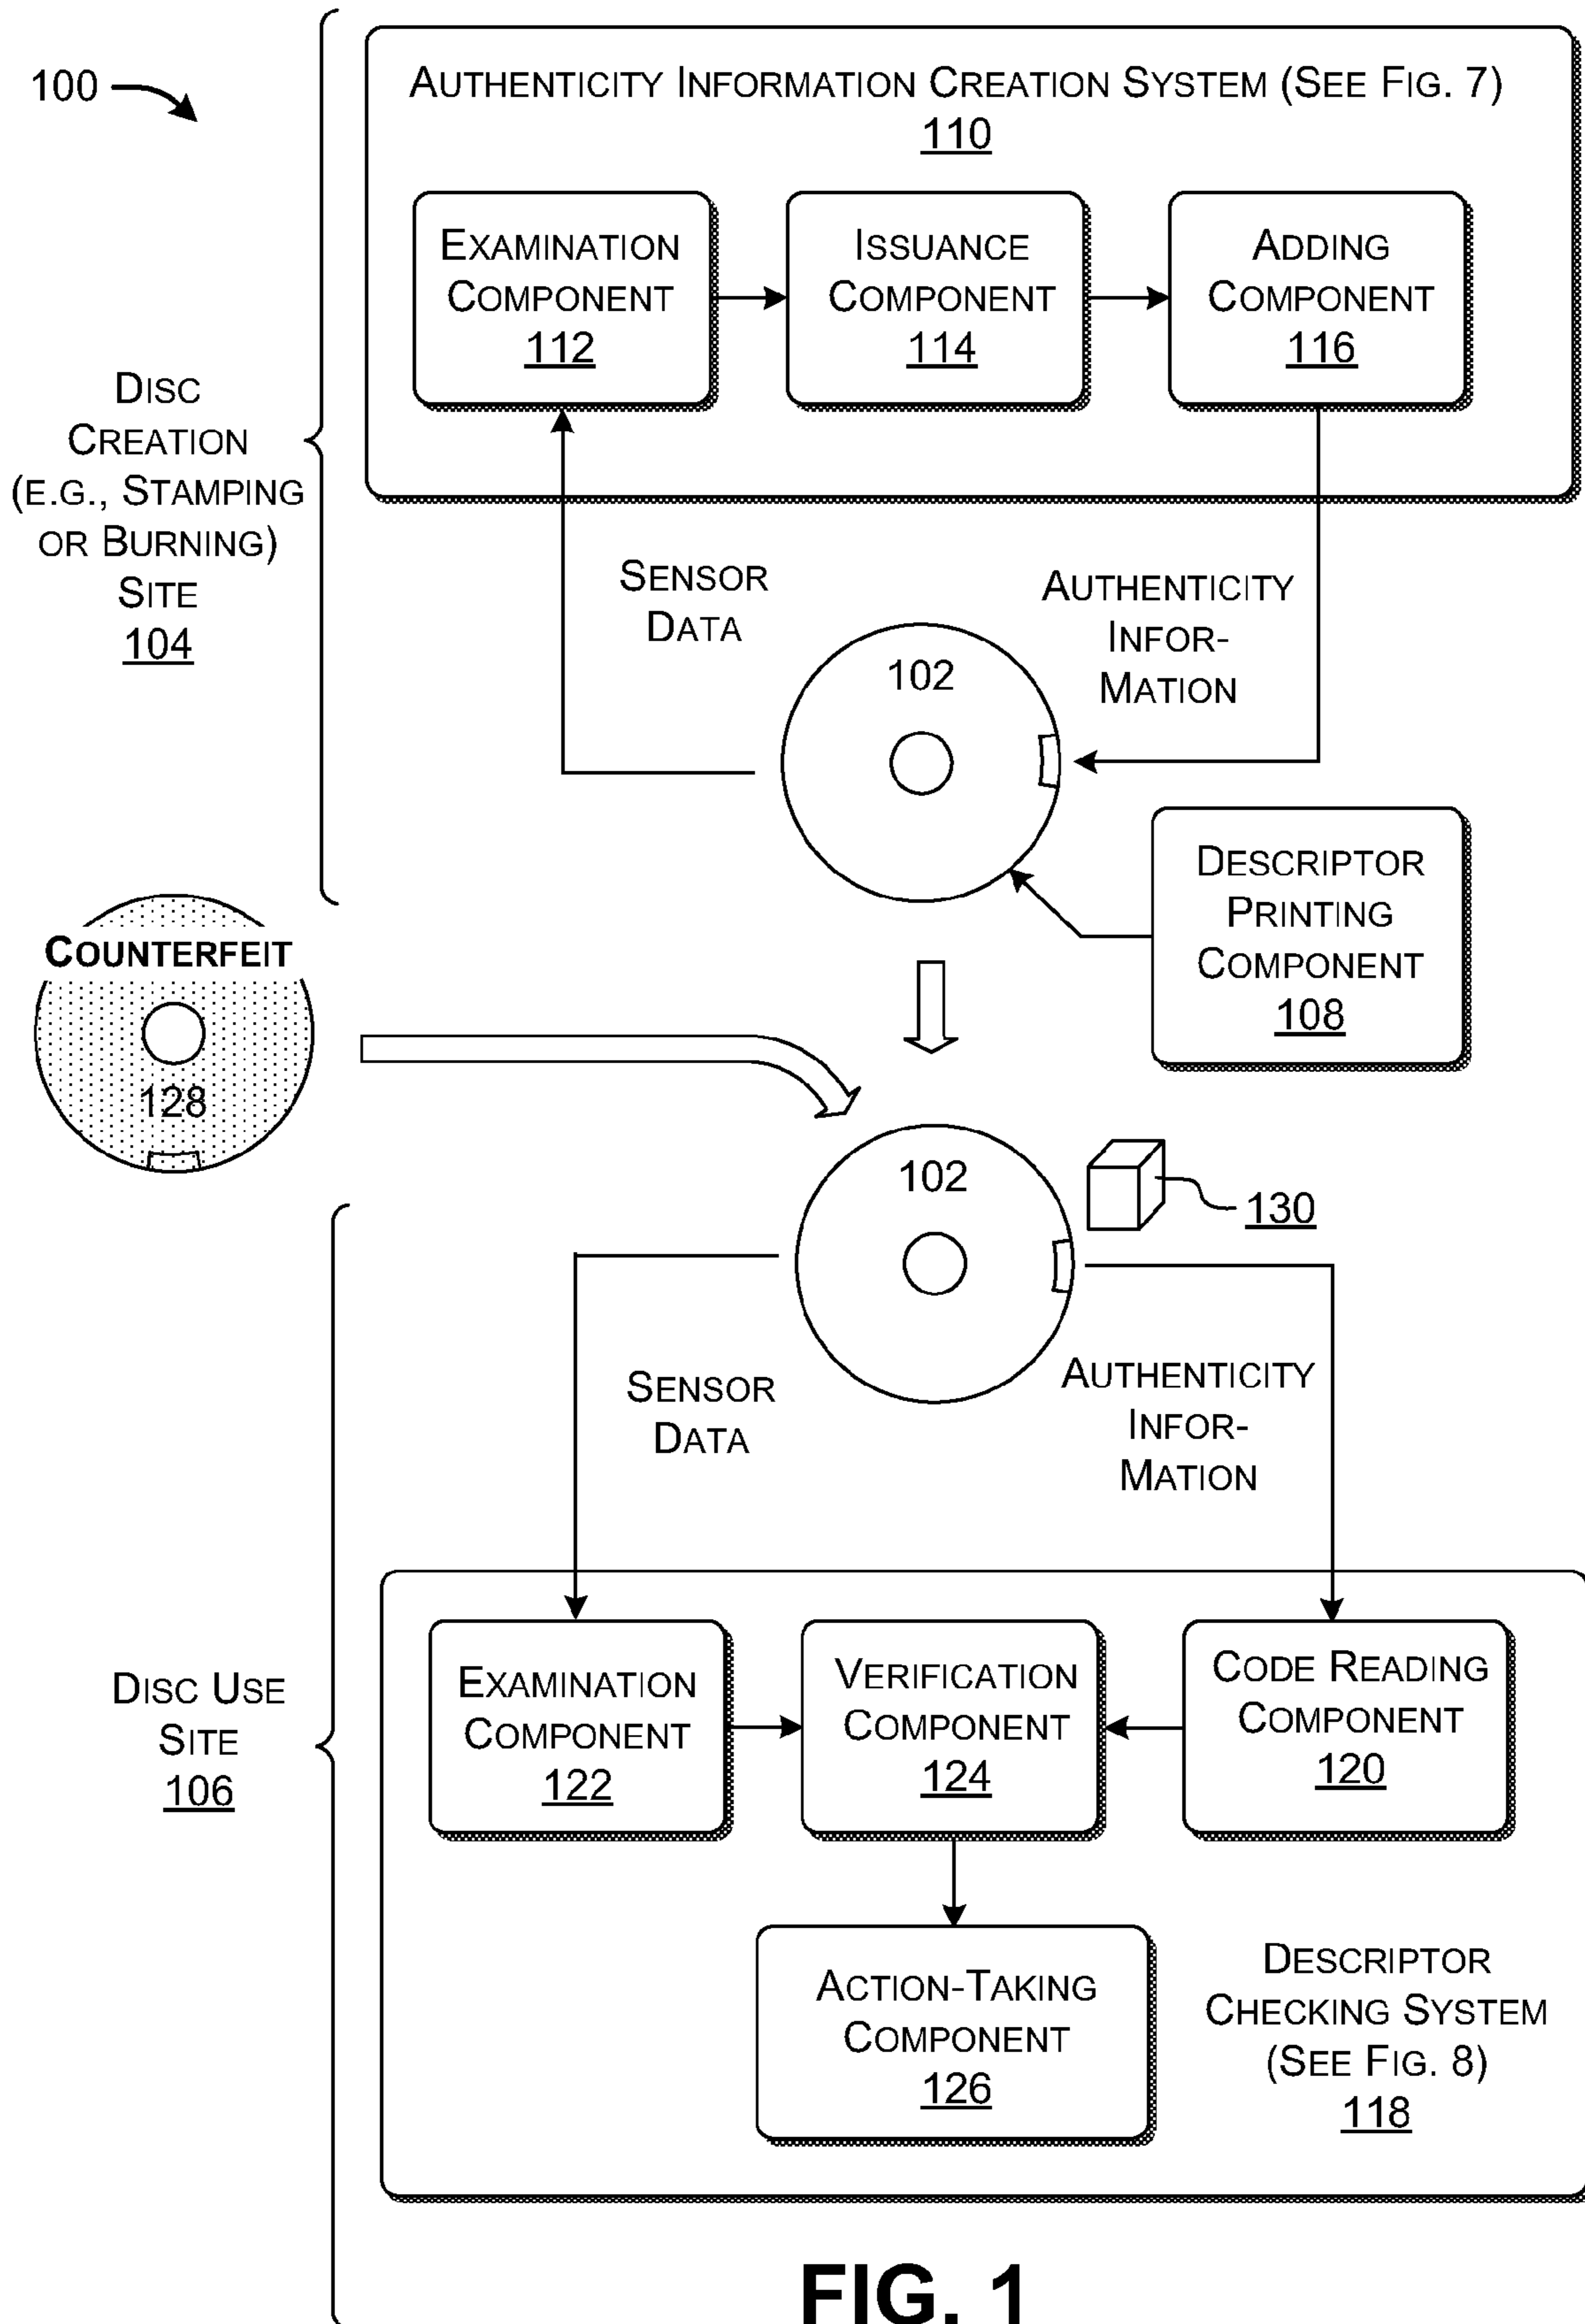 100
AUTHENTICITY INFORMATION CREATION SYSTEM (SEE FIG. 7)
110
EXAMINATION
COMPONENT
112
ISSUANCE
COMPONENT
114
ADDING
COMPONENT
116
DISC
CREATION
(E.G., STAMPING
OR BURNING)
SITE
104
SENSOR
DATA
AUTHENTICITY
INFOR-
MATION
102
DESCRIPTOR
PRINTING
COMPONENT
108
COUNTERFEIT
128
102
130
SENSOR
DATA
AUTHENTICITY
INFOR-
MATION
DISC USE
SITE
106
EXAMINATION
COMPONENT
122
VERIFICATION
COMPONENT
124
CODE READING
COMPONENT
120
ACTION-TAKING
COMPONENT
126
DESCRIPTOR
CHECKING SYSTEM
(SEE FIG. 8)
118
FIG. 1